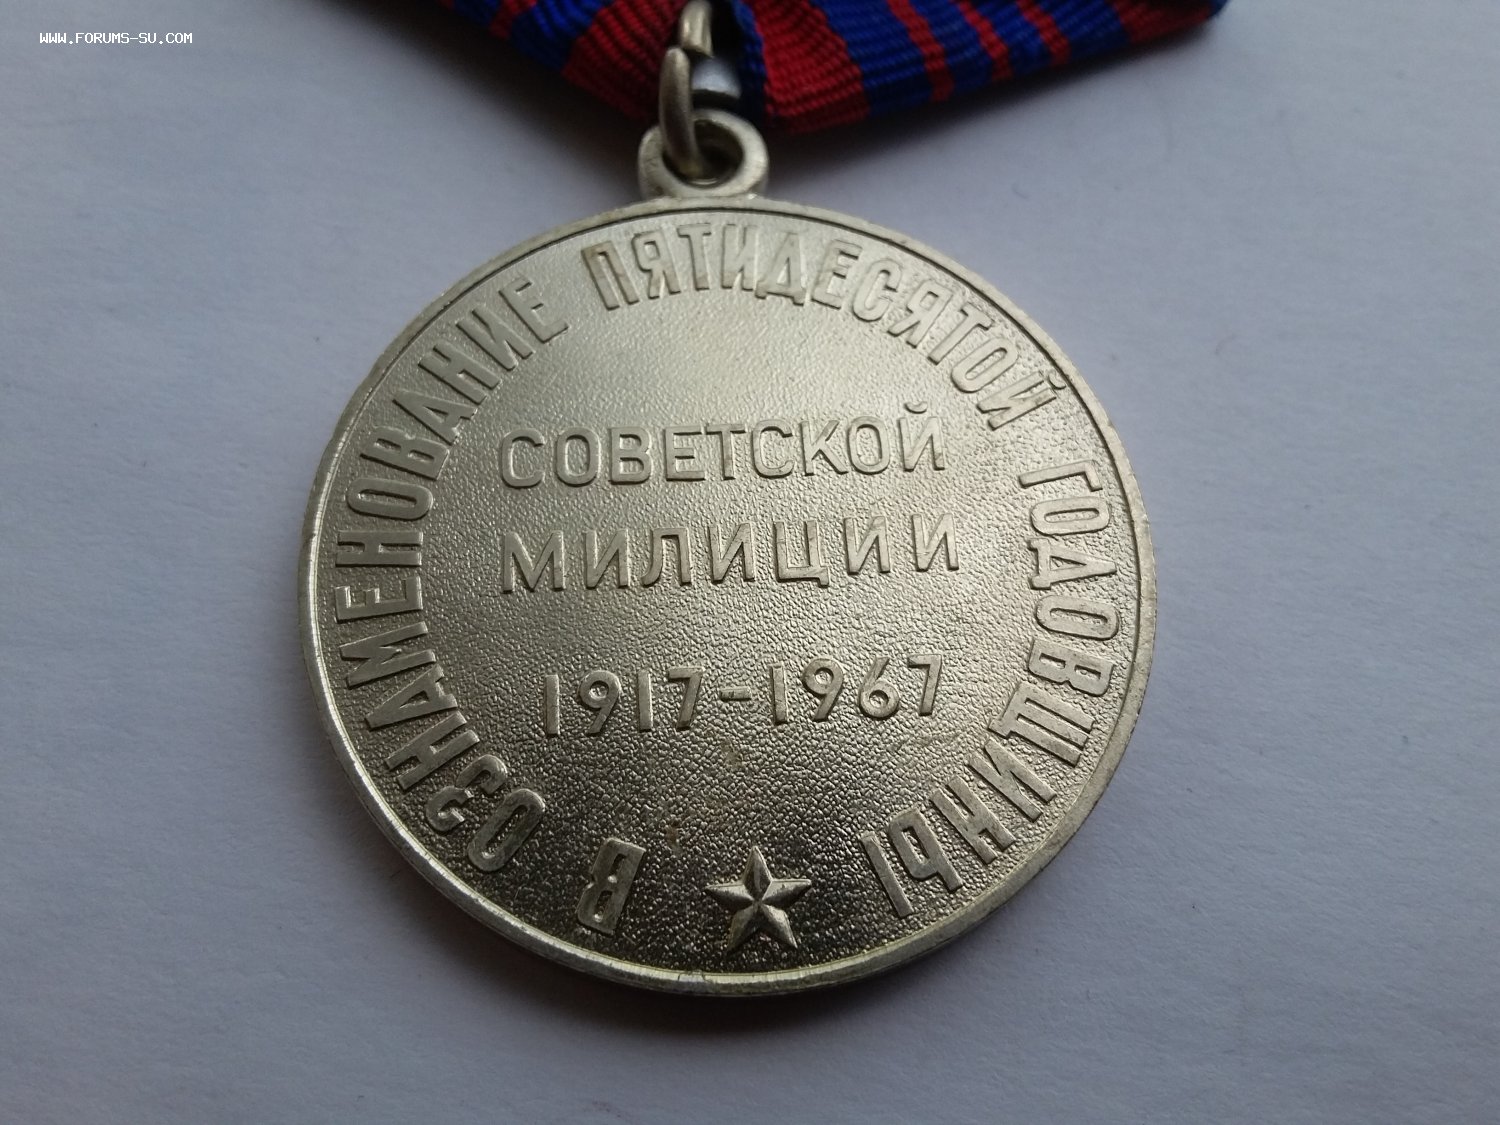 WWW.FORUMS-SU.COM
В ОЗНАМЕНОВАНИЕ ПЯТИДЕСЯТОЙ ГОДОВЩИНЫ
СОВЕТСКОЙ
МИЛИЦИИ
1917-1967